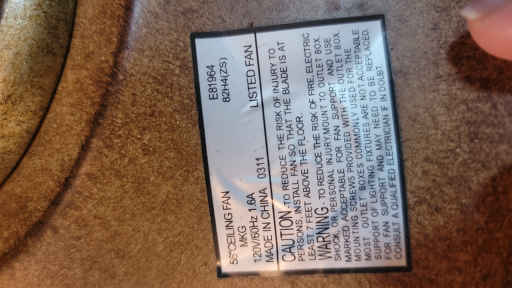 E81964
82H4(ZS)
LISTED FAN
CEILING FAN
MKG
120V/60Hz 1.6A
MADE IN CHINA 0311
CAUTION TO REDUCE THE RISK OF INJURY TO
PERSONS, INSTALL FAN SO THAT THE BLADE IS AT
LEAST 7 FEET ABOVE THE FLOOR.
WARNING - TO REDUCE THE RISK OF FIRE, ELECTRIC
SHOCK, OR PERSONAL INJURY, MOUNT TO OUTLET BOX
MARKED ACCEPTABLE FOR FAN SUPPORT AND USE
MOUNTING SCREWS PROVIDED WITH THE OUTLET BOX.
MOST OUTLET BOXES COMMONLY USED FOR THE
SUPPORT OF LIGHTING FIXTURES ARE NOT ACCEPTABLE
FOR FAN SUPPORT AND MAY NEED TO BE REPLACED.
CONSULT A QUALIFIED ELECTRICIAN IF IN DOUBT.